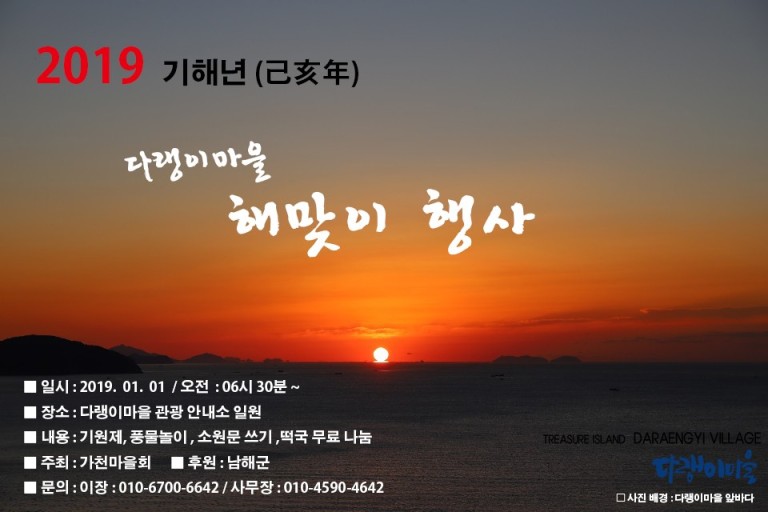 2019 기해년 (己亥年)
다랭이마을
해맞이 행사
■ 일시 : 2019. 01. 01 / 오전 : 06시 30분 ~
■ 장소 : 다랭이마을 관광 안내소 일원
■ 내용 : 기원제, 풍물놀이 , 소원문 쓰기 ,떡국 무료 나눔
■ 주최 : 가천마을회 ■ 후원 : 남해군
■ 문의 : 이장 : 010-6700-6642 / 사무장 : 010-4590-4642
TREASURE ISLAND DARAENGYI VILLAGE
다랭이마을
□ 사진 배경 : 다랭이마을 앞바다